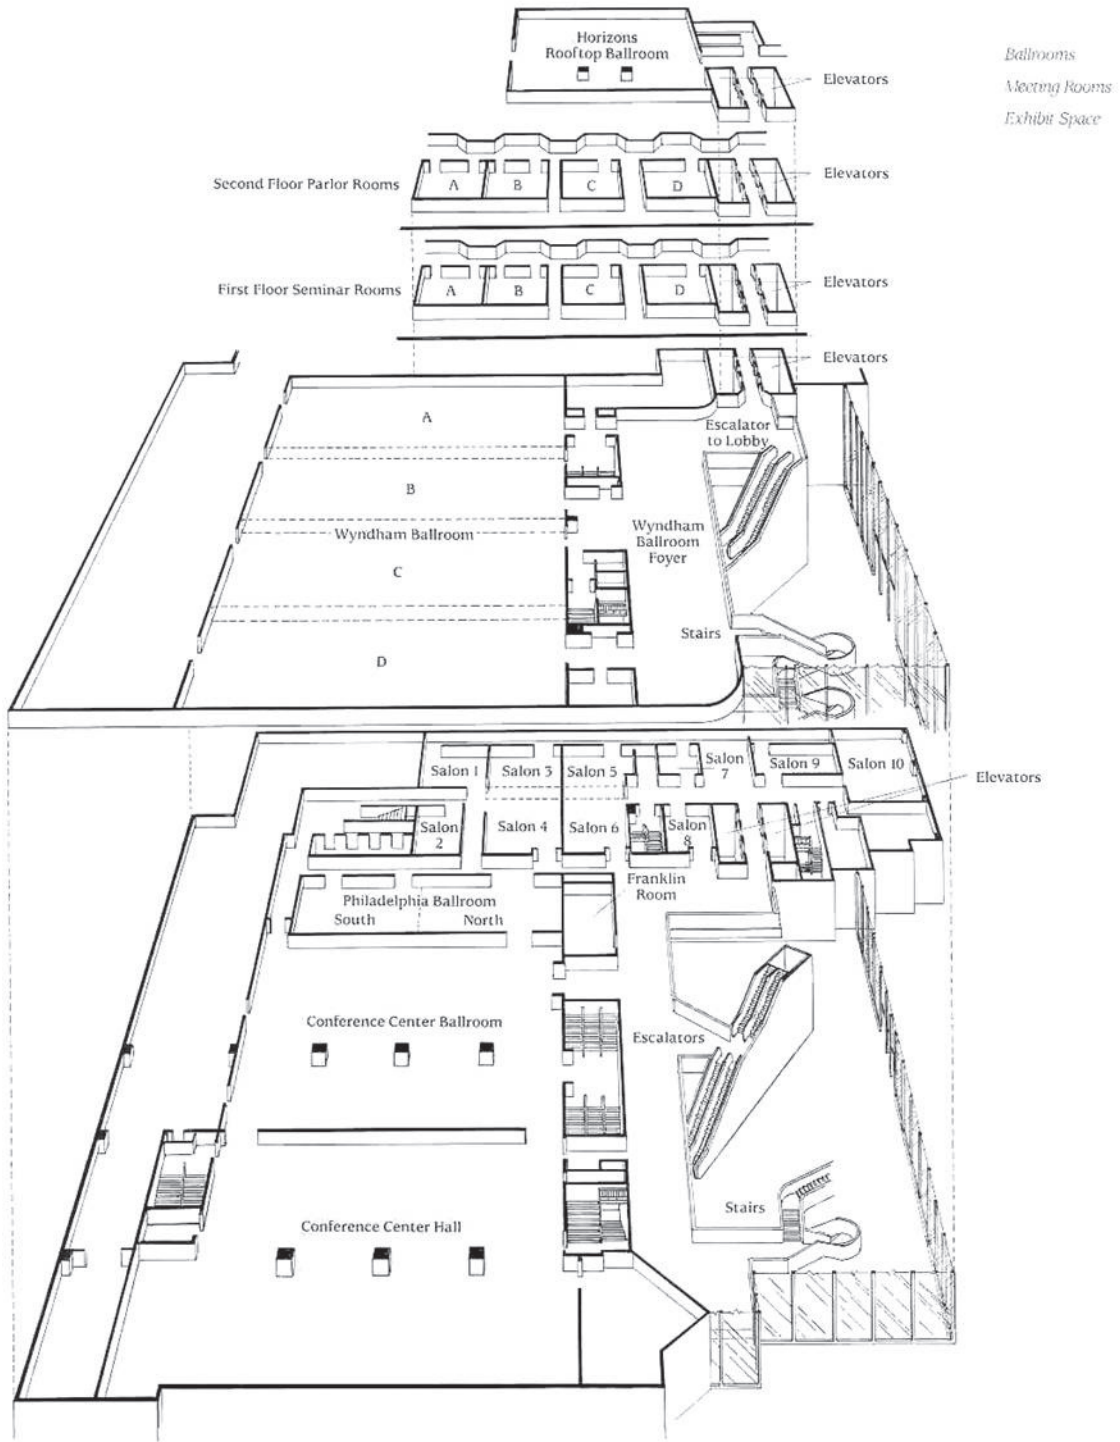 Horizons
Rooftop Ballroom
Ballrooms
Meeting Rooms
Exhibit Space
Elevators
Second Floor Parlor Rooms
A
B
C
D
Elevators
First Floor Seminar Rooms
A
B
C
D
Elevators
Elevators
A
Escalator
to Lobby
B
Wyndham Ballroom
Wyndham
Ballroom
Foyer
C
Stairs
D
Salon 1
Salon 3
Salon 5
Salon
7
Salon 9
Salon 10
Elevators
Salon
2
Salon 4
Salon 6
Salon
8
Franklin
Room
Philadelphia Ballroom
South
North
Conference Center Ballroom
Escalators
Stairs
Conference Center Hall